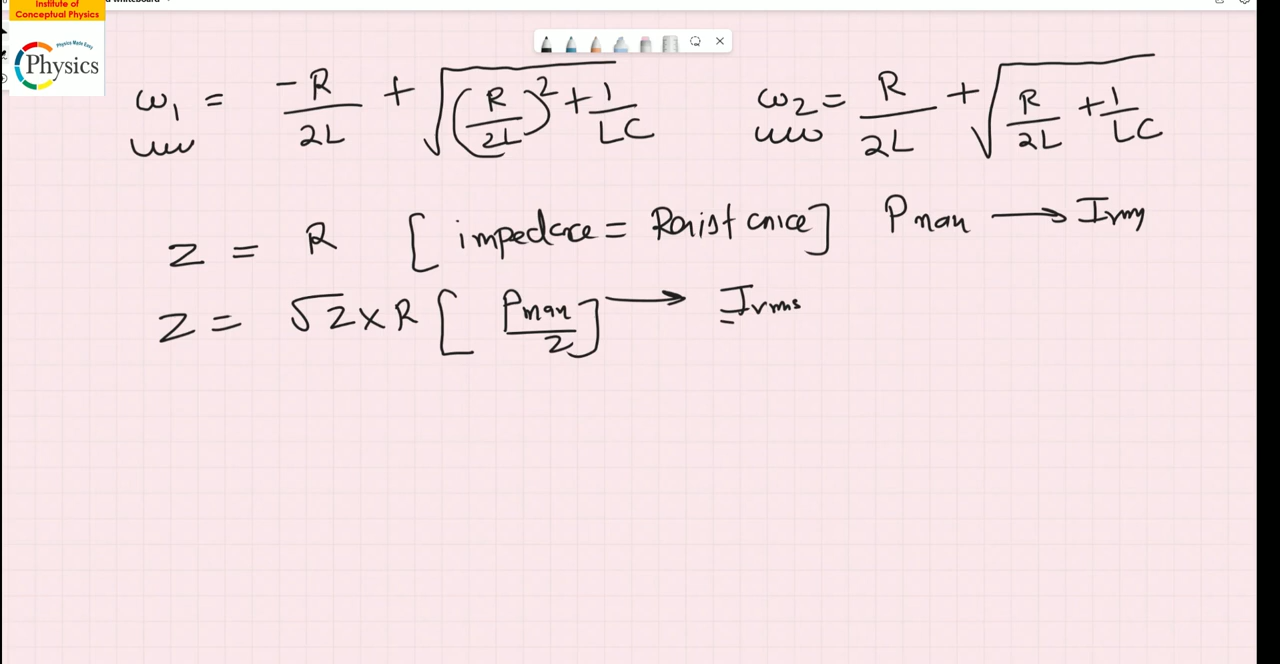 Institute of
Conceptual Physics
Physics Made Easy
Physics
ω₁ = -R/2L + √((R/2L)² + 1/LC) ω₂ = R/2L + √(R/2L + 1/LC)
Z = R [impedance = Resistance] Pmax → Irms
Z = √2 × R [Pmax/2] → Irms